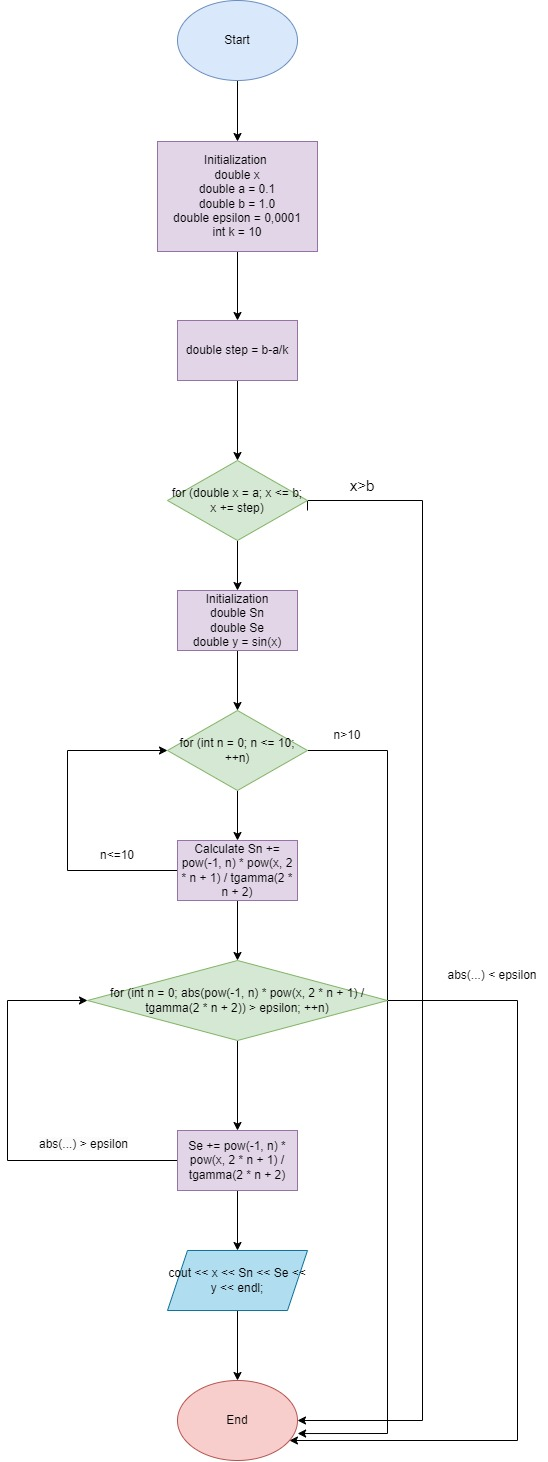 Start
Initialization
double x
double a = 0.1
double b = 1.0
double epsilon = 0,0001
int k = 10
double step = b-a/k
for (double x = a; x <= b;
x += step)
x>b
Initialization
double Sn
double Se
double y = sin(x)
for (int n = 0; n <= 10;
++n)
n>10
Calculate Sn +=
pow(-1, n) * pow(x, 2
* n + 1) / tgamma(2 *
n + 2)
n<=10
for (int n = 0; abs(pow(-1, n) * pow(x, 2 * n + 1) /
tgamma(2 * n + 2)) > epsilon; ++n)
abs(...) < epsilon
Se += pow(-1, n) *
pow(x, 2 * n + 1) /
tgamma(2 * n + 2)
abs(...) > epsilon
cout << x << Sn << Se <<
y << endl;
End